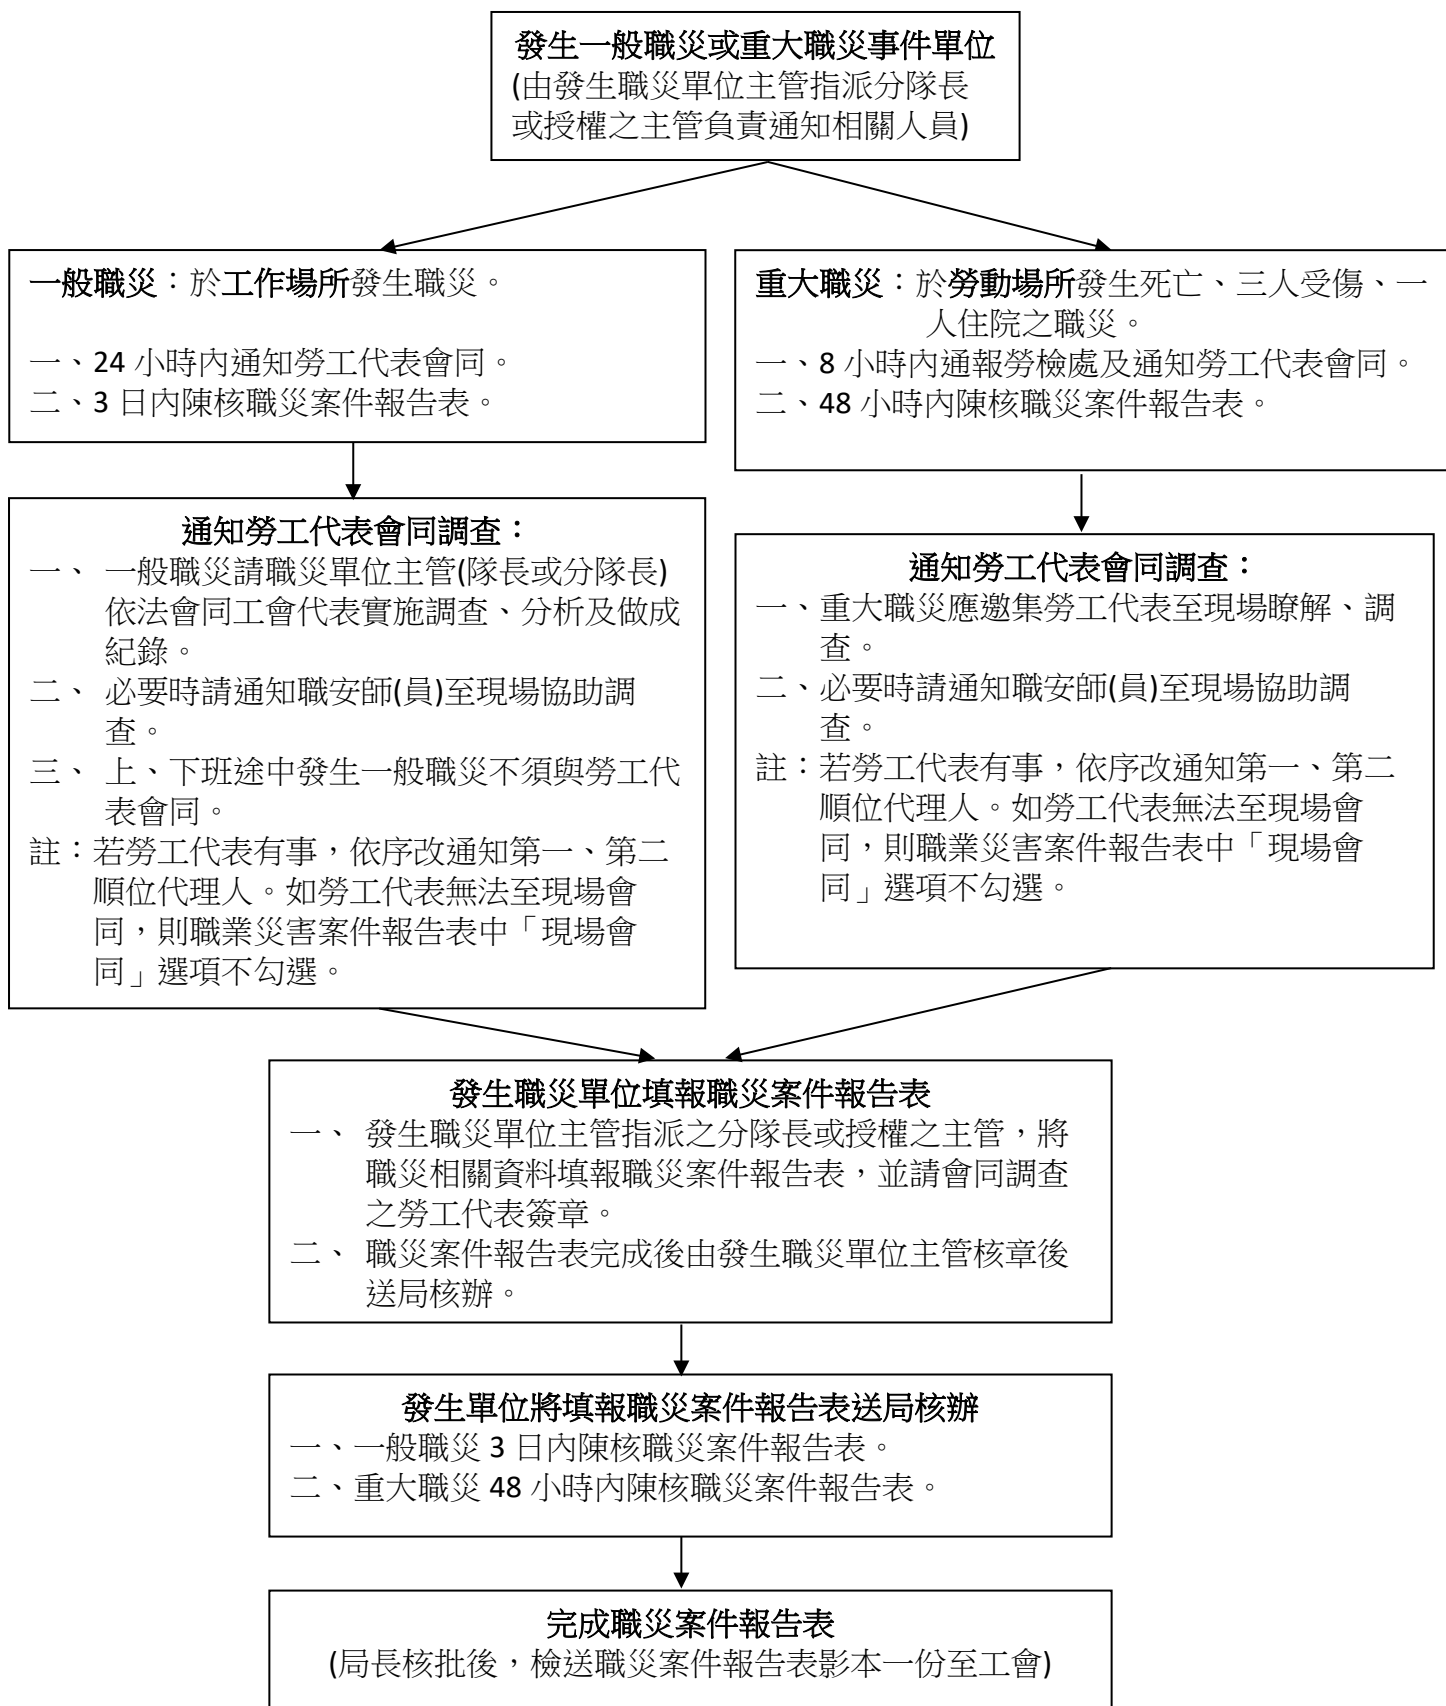 發生一般職災或重大職災事件單位
(由發生職災單位主管指派分隊長
或授權之主管負責通知相關人員)
一般職災：於工作場所發生職災。
一、24 小時內通知勞工代表會同。
二、3 日內陳核職災案件報告表。
重大職災：於勞動場所發生死亡、三人受傷、一
人住院之職災。
一、8 小時內通報勞檢處及通知勞工代表會同。
二、48 小時內陳核職災案件報告表。
通知勞工代表會同調查：
一、 一般職災請職災單位主管(隊長或分隊長)
依法會同工會代表實施調查、分析及做成
紀錄。
二、 必要時請通知職安師(員)至現場協助調
查。
三、 上、下班途中發生一般職災不須與勞工代
表會同。
註：若勞工代表有事，依序改通知第一、第二
順位代理人。如勞工代表無法至現場會
同，則職業災害案件報告表中「現場會
同」選項不勾選。
通知勞工代表會同調查：
一、重大職災應邀集勞工代表至現場瞭解、調
查。
二、必要時請通知職安師(員)至現場協助調
查。
註：若勞工代表有事，依序改通知第一、第二
順位代理人。如勞工代表無法至現場會
同，則職業災害案件報告表中「現場會
同」選項不勾選。
發生職災單位填報職災案件報告表
一、 發生職災單位主管指派之分隊長或授權之主管，將
職災相關資料填報職災案件報告表，並請會同調查
之勞工代表簽章。
二、 職災案件報告表完成後由發生職災單位主管核章後
送局核辦。
發生單位將填報職災案件報告表送局核辦
一、一般職災 3 日內陳核職災案件報告表。
二、重大職災 48 小時內陳核職災案件報告表。
完成職災案件報告表
(局長核批後，檢送職災案件報告表影本一份至工會)